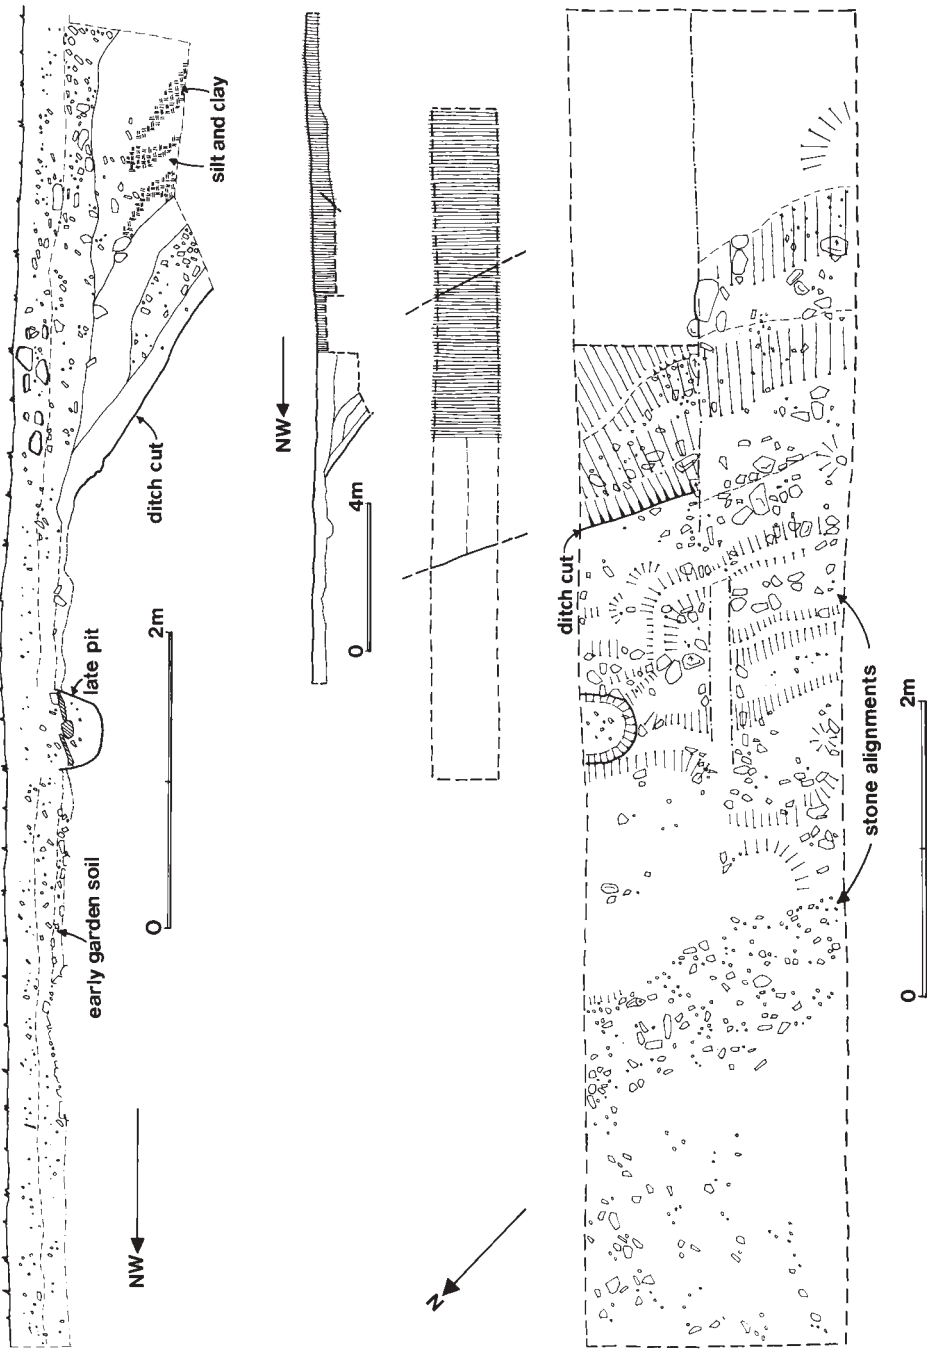 silt and clay
ditch cut
late pit
early garden soil
2m
0
NW
NW
4m
0
N
ditch cut
stone alignments
2m
0